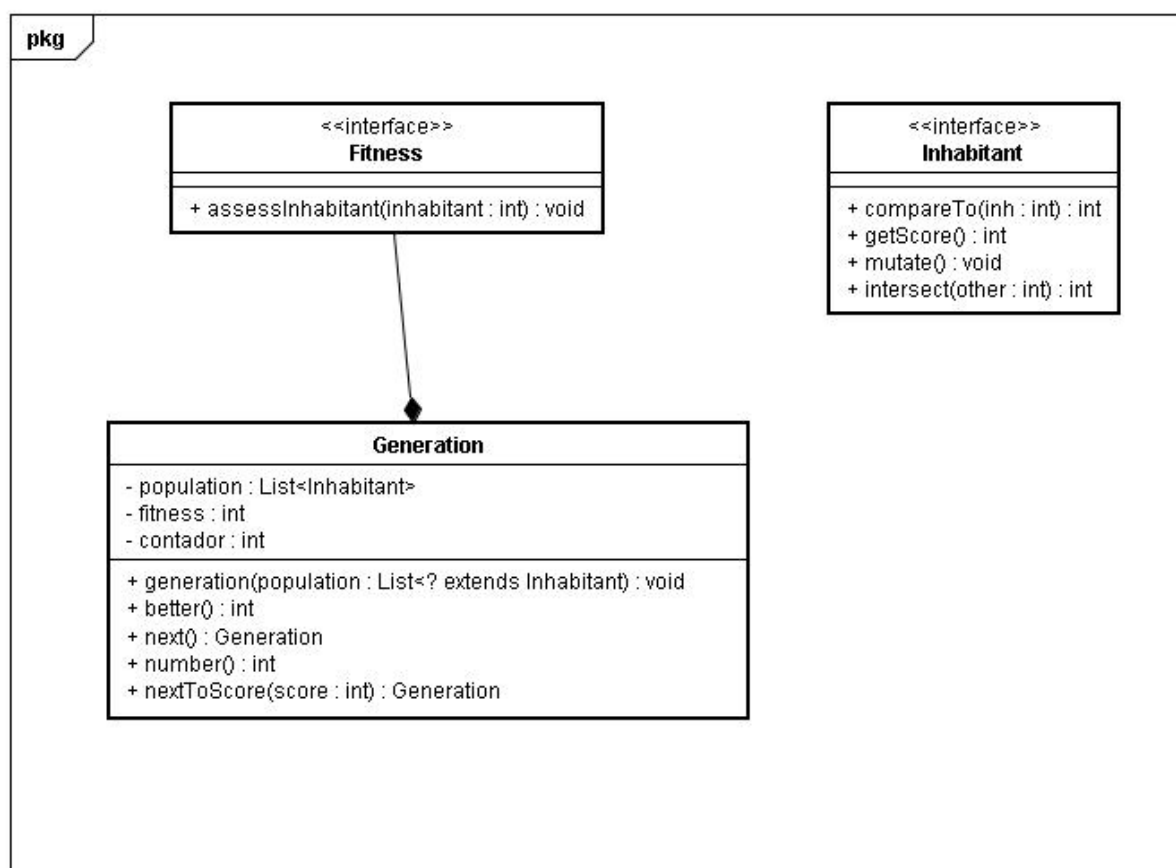 pkg
<<interface>>
Fitness
+ assessInhabitant(inhabitant : int) : void
<<interface>>
Inhabitant
+ compareTo(inh : int) : int
+ getScore() : int
+ mutate() : void
+ intersect(other : int) : int
Generation
- population : List<Inhabitant>
- fitness : int
- contador : int
+ generation(population : List<? extends Inhabitant) : void
+ better() : int
+ next() : Generation
+ number() : int
+ nextToScore(score : int) : Generation